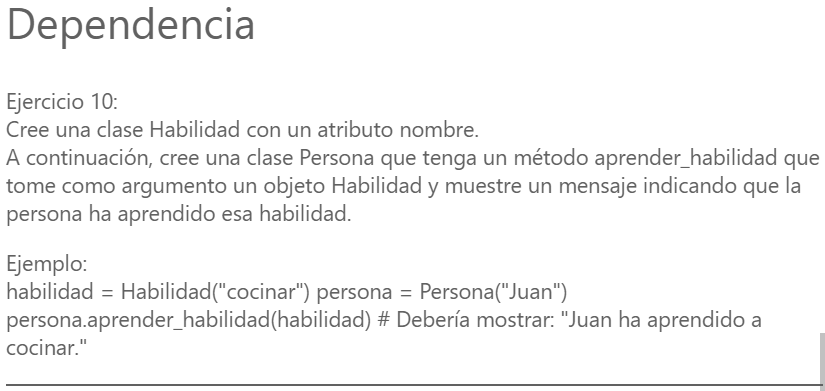 Dependencia
Ejercicio 10:
Cree una clase Habilidad con un atributo nombre.
A continuación, cree una clase Persona que tenga un método aprender_habilidad que
tome como argumento un objeto Habilidad y muestre un mensaje indicando que la
persona ha aprendido esa habilidad.
Ejemplo:
habilidad = Habilidad("cocinar") persona = Persona("Juan")
persona.aprender_habilidad(habilidad) # Debería mostrar: "Juan ha aprendido a
cocinar."